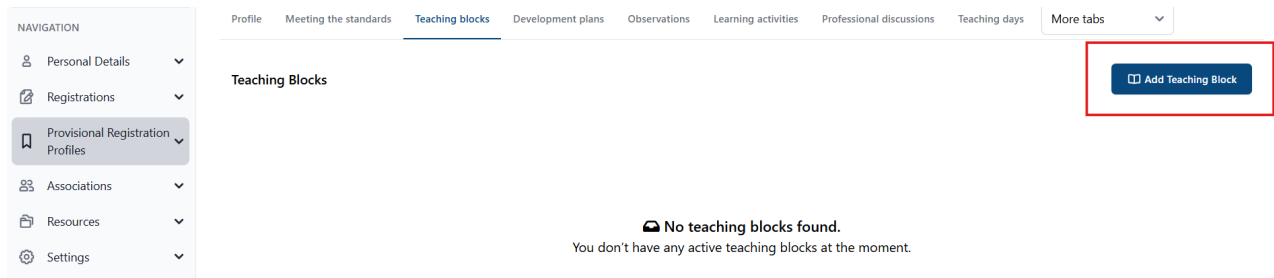 Profile Meeting the standards Teaching blocks Development plans Observations Learning activities Professional discussions Teaching days More tabs
NAVIGATION
Personal Details
Registrations
Provisional Registration
Profiles
Associations
Resources
Settings
Teaching Blocks
Add Teaching Block
No teaching blocks found.
You don't have any active teaching blocks at the moment.